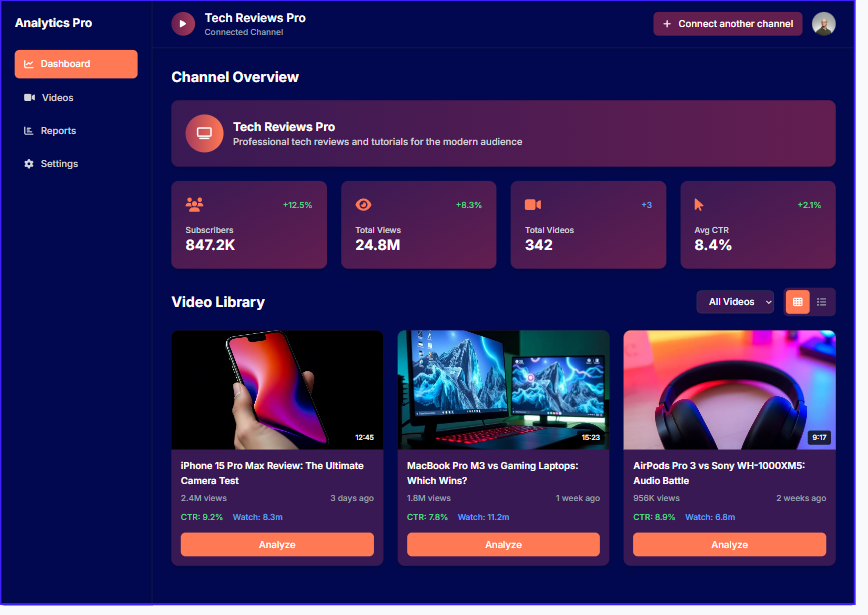 Analytics Pro
Dashboard
Videos
Reports
Settings
Tech Reviews Pro
Connected Channel
+ Connect another channel
Channel Overview
Tech Reviews Pro
Professional tech reviews and tutorials for the modern audience
+12.5%
Subscribers
847.2K
+8.3%
Total Views
24.8M
+3
Total Videos
342
+2.1%
Avg CTR
8.4%
Video Library
All Videos
12:45
iPhone 15 Pro Max Review: The Ultimate
Camera Test
2.4M views
3 days ago
CTR: 9.2% Watch: 8.3m
Analyze
15:23
MacBook Pro M3 vs Gaming Laptops:
Which Wins?
1.8M views
1 week ago
CTR: 7.8% Watch: 11.2m
Analyze
9:17
AirPods Pro 3 vs Sony WH-1000XM5:
Audio Battle
956K views
2 weeks ago
CTR: 8.9% Watch: 6.8m
Analyze